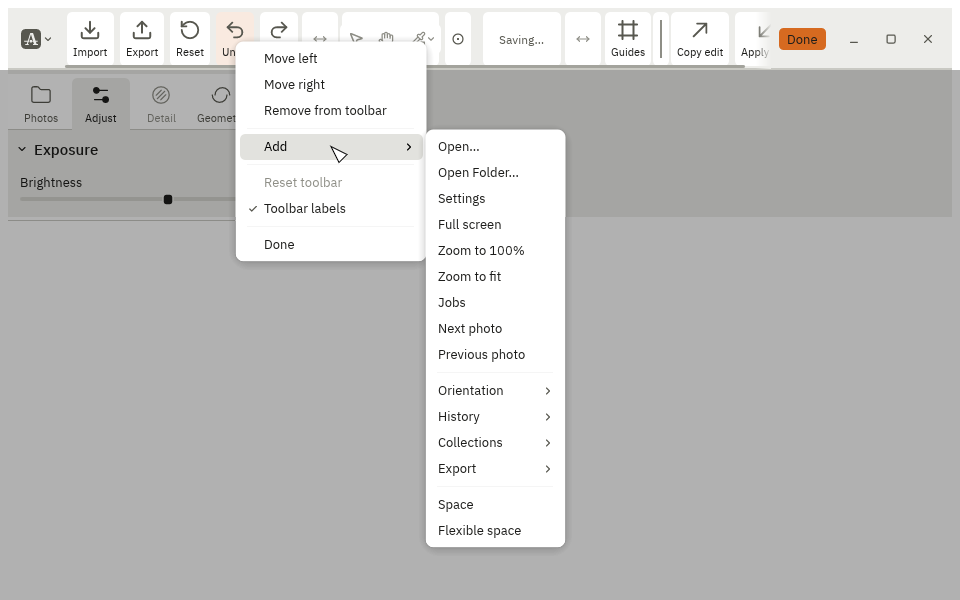 Import
Export
Reset
Saving...
Guides
Copy edit
Apply
Done
Move left
Move right
Remove from toolbar
Add
Reset toolbar
Toolbar labels
Done
Open...
Open Folder...
Settings
Full screen
Zoom to 100%
Zoom to fit
Jobs
Next photo
Previous photo
Orientation
History
Collections
Export
Space
Flexible space
Photos
Adjust
Detail
Exposure
Brightness